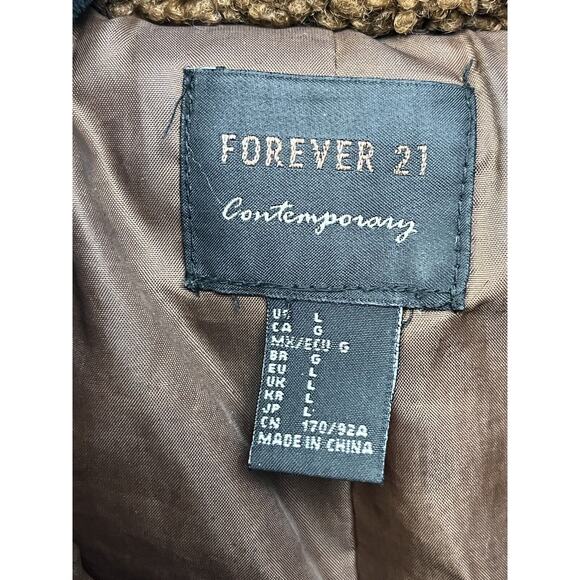 FOREVER 21
Contemporary
US L
CA G
MX/ECU G
BR G
EU L
UK L
KR L
JP L
CN 170/92A
MADE IN CHINA